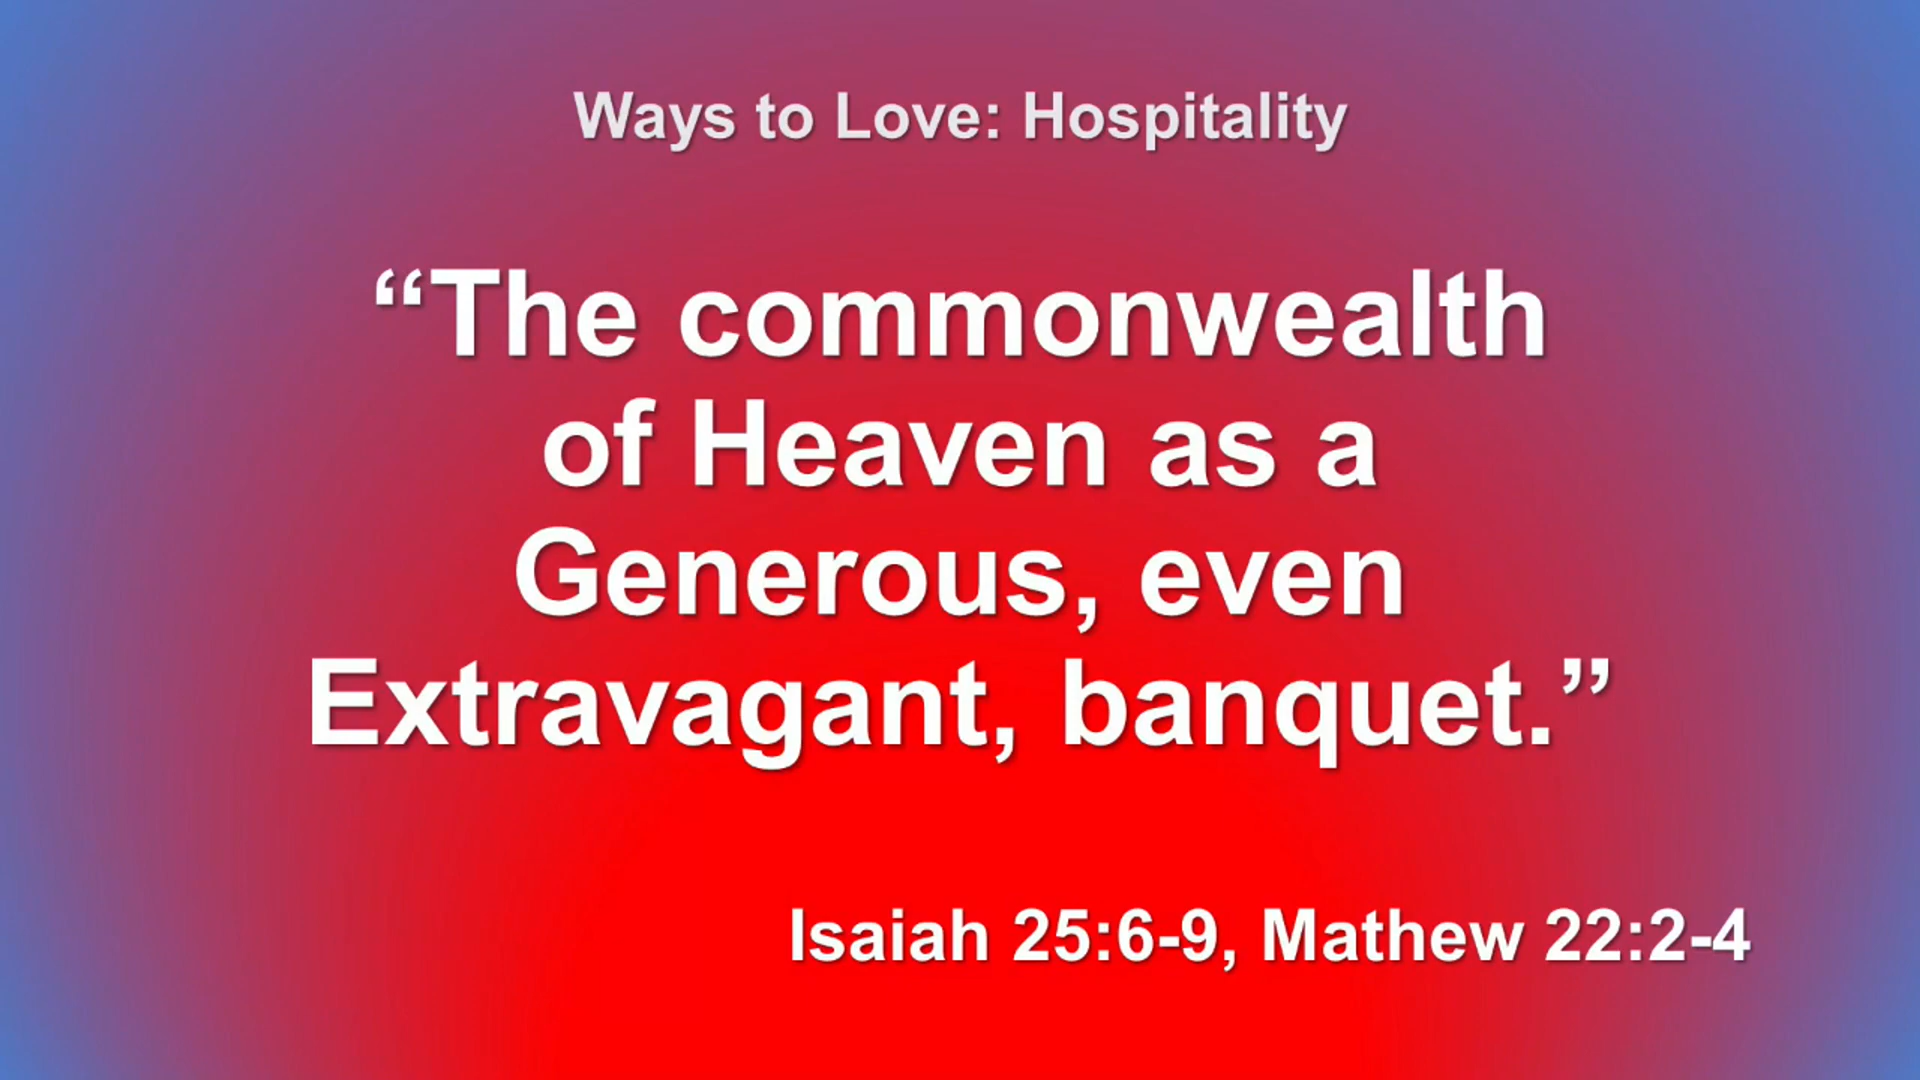 Ways to Love: Hospitality
“The commonwealth
of Heaven as a
Generous, even
Extravagant, banquet.”
Isaiah 25:6-9, Mathew 22:2-4